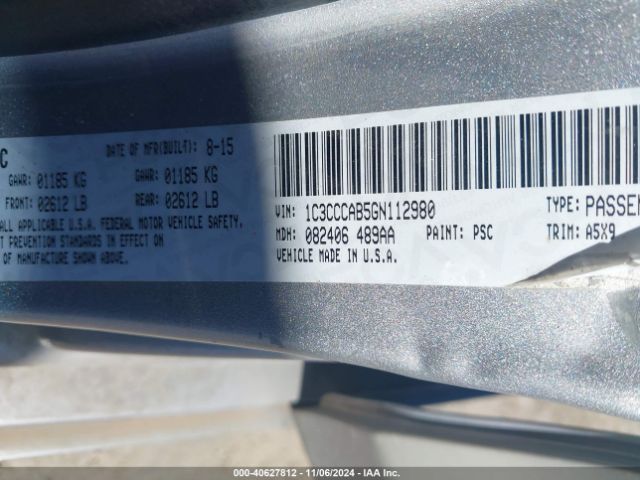 C DATE OF MFR(BUILT): 8-15
GAWR: 01185 KG GAWR: 01185 KG
FRONT: 02612 LB REAR: 02612 LB
ALL APPLICABLE U.S.A. FEDERAL MOTOR VEHICLE SAFETY,
T PREVENTION STANDARDS IN EFFECT ON
OF MANUFACTURE SHOWN ABOVE.
VIN: 1C3CCCAB5GN112980 TYPE: PASSEN
MDH: 082406 489AA PAINT: PSC TRIM: A5X9
VEHICLE MADE IN U.S.A.
000-40627812 - 11/06/2024 - IAA Inc.